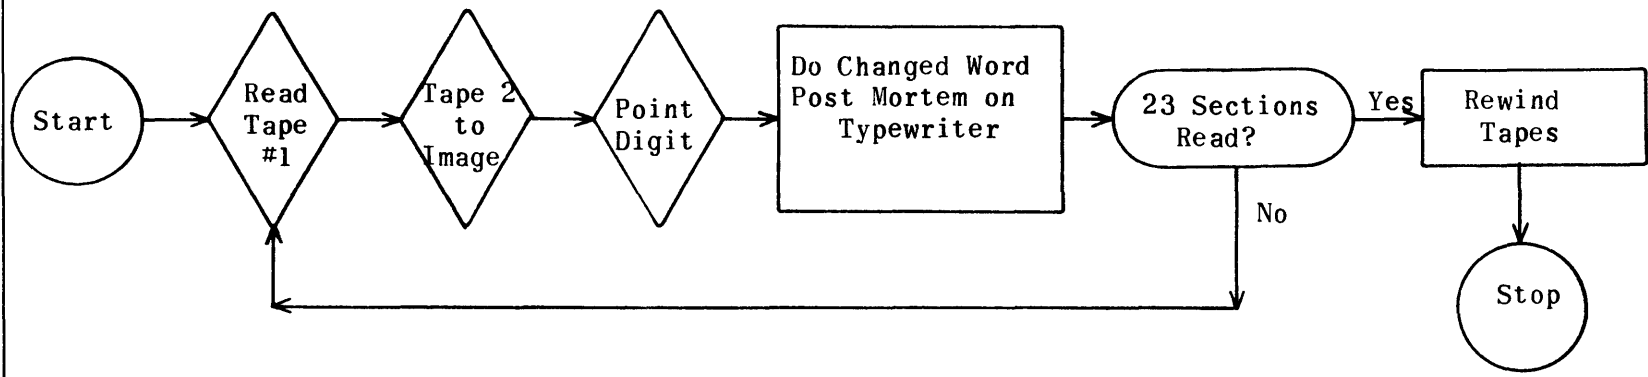 Start
Read
Tape
#1
Tape 2
to
Image
Point
Digit
Do Changed Word
Post Mortem on
Typewriter
23 Sections
Read?
Yes
No
Rewind
Tapes
Stop